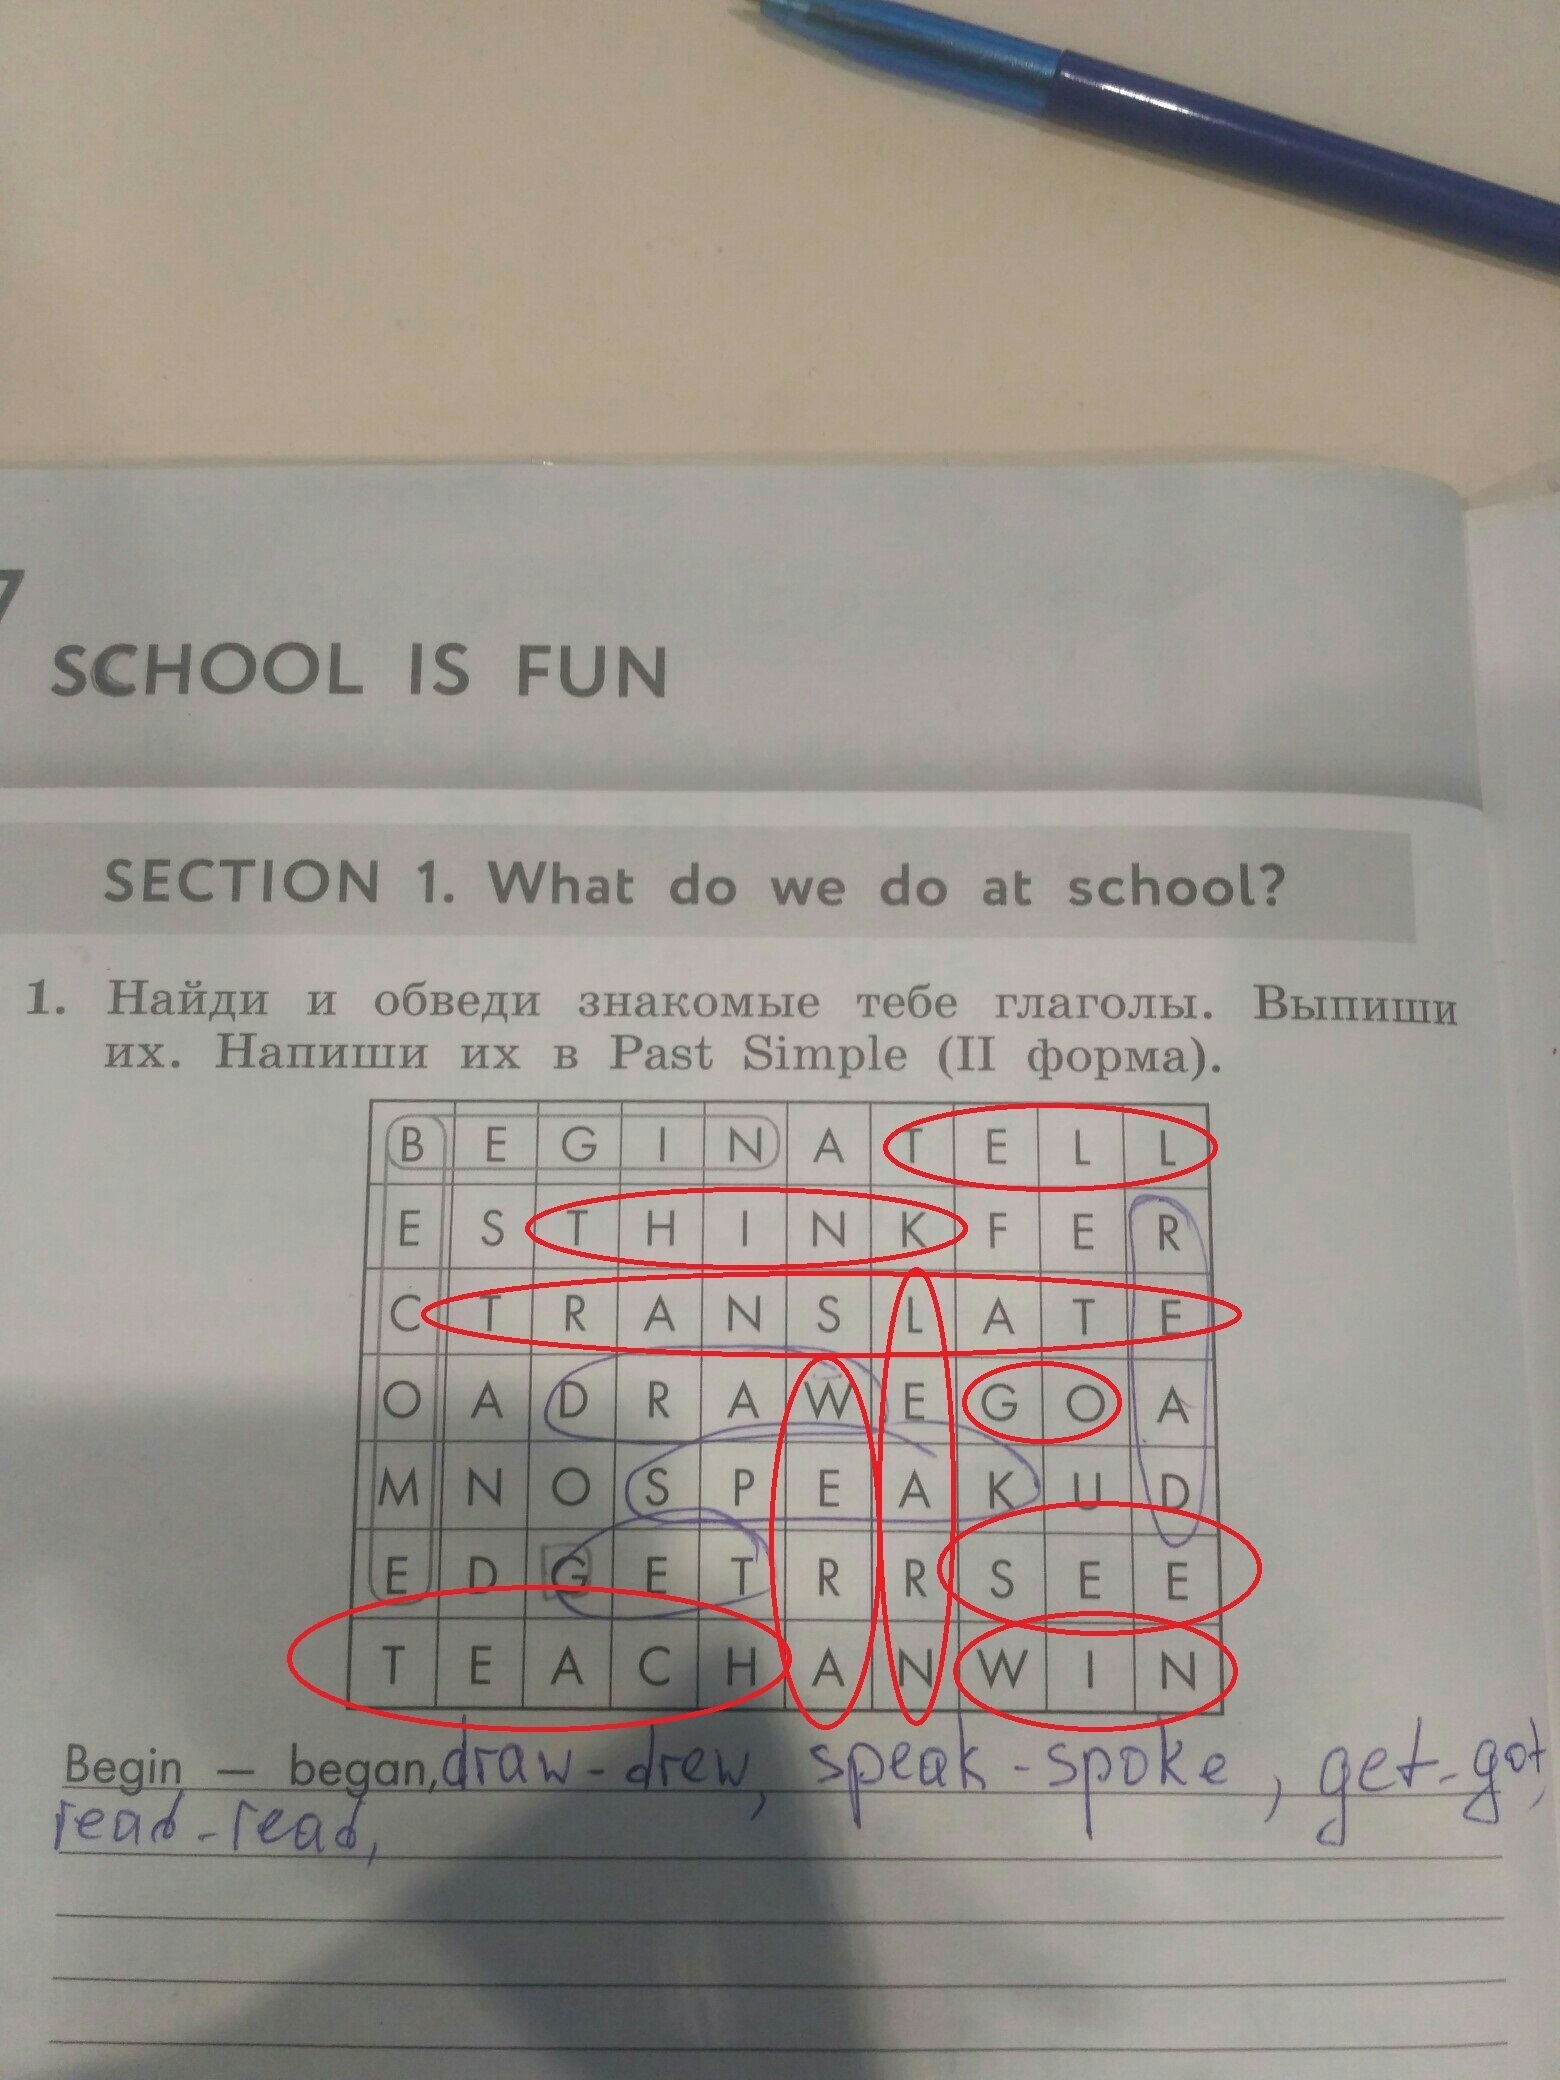 7
SCHOOL IS FUN
SECTION 1. What do we do at school?
1. Найди и обведи знакомые тебе глаголы. Выпиши
их. Напиши их в Past Simple (II форма).
B E G I N A T E L L
E S T H I N K F E R
C T R A N S L A T E
O A D R A W E G O A
M N O S P E A K U D
E D G E T R R S E E
T E A C H A N W I N
Begin — began, draw - drew, speak - spoke, get - got,
read - read,